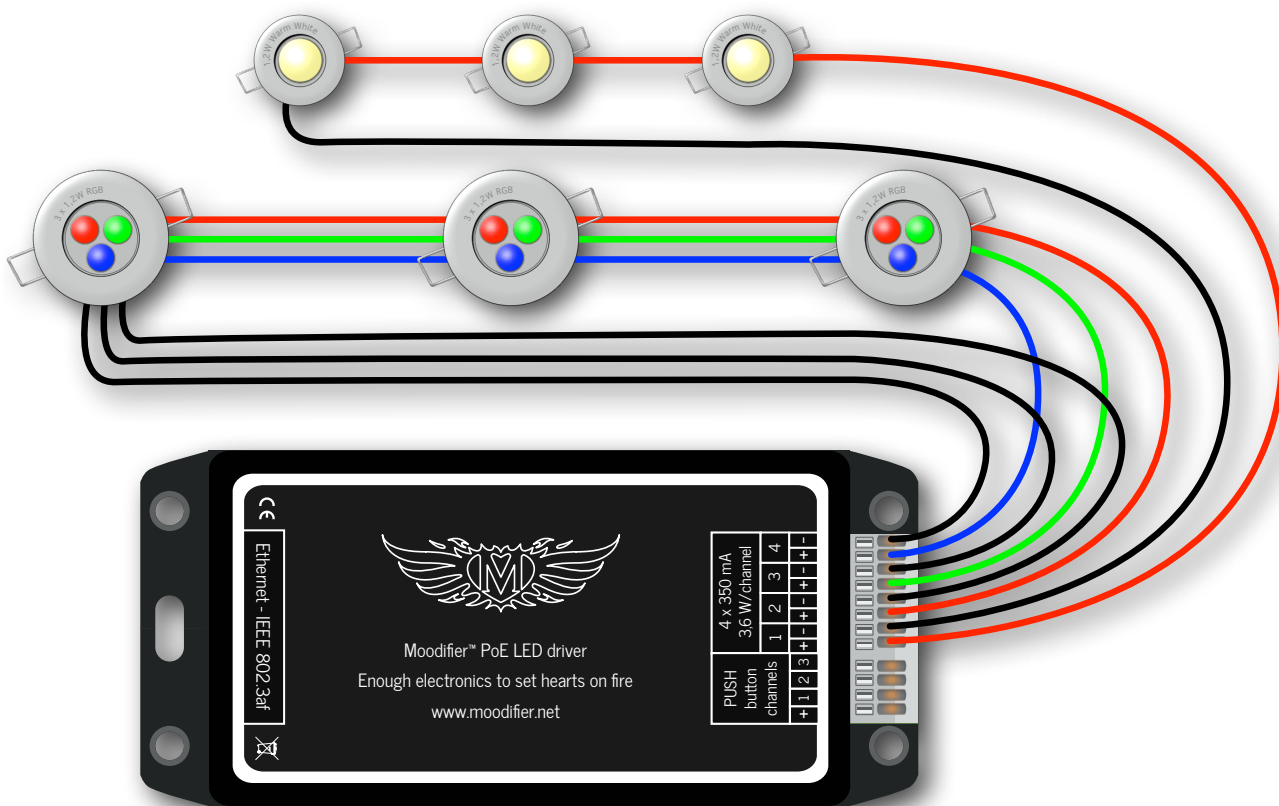 1,2W Warm White
1,2W Warm White
1,2W Warm White
3 x 1,2W RGB
3 x 1,2W RGB
3 x 1,2W RGB
CE
Ethernet - IEEE 802.3af
M
Moodifier™ PoE LED driver
Enough electronics to set hearts on fire
www.moodifier.net
4 x 350 mA
3,6 W/channel
1 2 3 4
+ - + - + - + -
PUSH
button
channels
+ 1 2 3